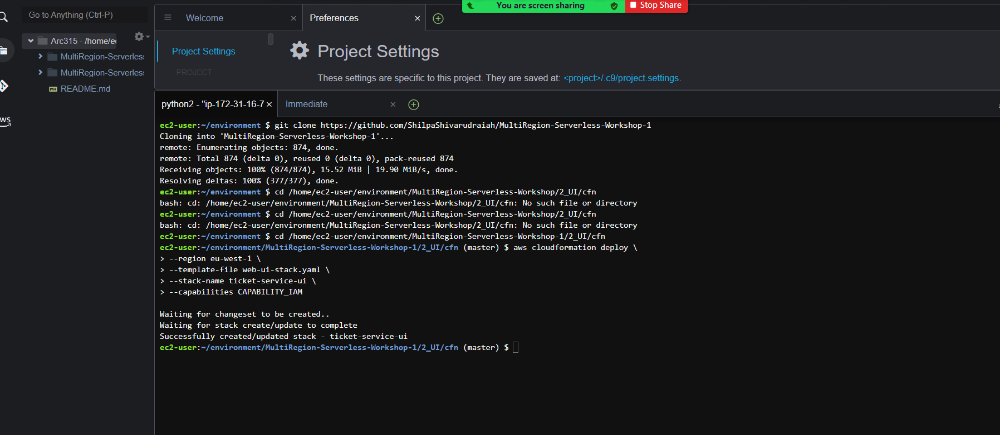 You are screen sharing
Stop Share
Go to Anything (Ctrl-P)
Welcome
Preferences
Arc315 - /home/e
MultiRegion-Serverless
MultiRegion-Serverless
README.md
WS
Project Settings
PROJECT
Project Settings
These settings are specific to this project. They are saved at: <project>/.c9/project.settings.
python2 - "ip-172-31-16-7
Immediate
ec2-user:~/environment $ git clone https://github.com/ShilpaShivarudraiah/MultiRegion-Serverless-Workshop-1
Cloning into 'MultiRegion-Serverless-Workshop-1'...
remote: Enumerating objects: 874, done.
remote: Total 874 (delta 0), reused 0 (delta 0), pack-reused 874
Receiving objects: 100% (874/874), 15.52 MiB | 19.90 MiB/s, done.
Resolving deltas: 100% (377/377), done.
ec2-user:~/environment $ cd /home/ec2-user/environment/MultiRegion-Serverless-Workshop/2_UI/cfn
bash: cd: /home/ec2-user/environment/MultiRegion-Serverless-Workshop/2_UI/cfn: No such file or directory
ec2-user:~/environment $ cd /home/ec2-user/environment/MultiRegion-Serverless-Workshop/2_UI/cfn
bash: cd: /home/ec2-user/environment/MultiRegion-Serverless-Workshop/2_UI/cfn: No such file or directory
ec2-user:~/environment $ cd /home/ec2-user/environment/MultiRegion-Serverless-Workshop-1/2_UI/cfn
ec2-user:~/environment/MultiRegion-Serverless-Workshop-1/2_UI/cfn (master) $ aws cloudformation deploy \
> --region eu-west-1 \
> --template-file web-ui-stack.yaml \
> --stack-name ticket-service-ui \
> --capabilities CAPABILITY_IAM
Waiting for changeset to be created..
Waiting for stack create/update to complete
Successfully created/updated stack - ticket-service-ui
ec2-user:~/environment/MultiRegion-Serverless-Workshop-1/2_UI/cfn (master) $